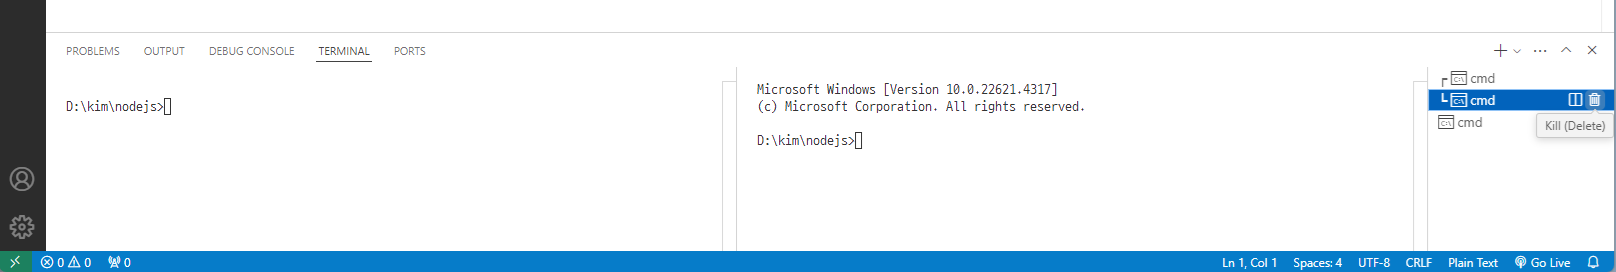 PROBLEMS OUTPUT DEBUG CONSOLE TERMINAL PORTS
D:\kim\nodejs>
Microsoft Windows [Version 10.0.22621.4317]
(c) Microsoft Corporation. All rights reserved.
D:\kim\nodejs>
cmd
cmd
cmd
Kill (Delete)
0 0 0 Ln 1, Col 1 Spaces: 4 UTF-8 CRLF Plain Text Go Live